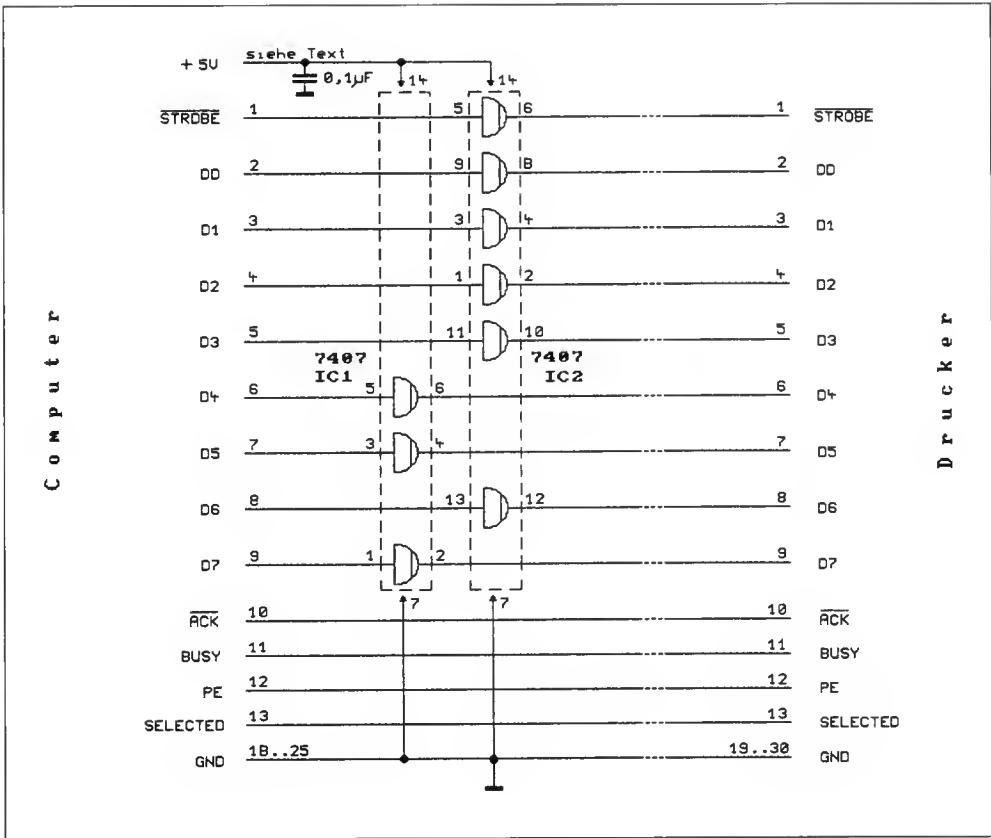 + 5V siehe Text
0,1µF 14 14
STROBE 1 5 6 1 STROBE
D0 2 9 8 2 D0
D1 3 3 4 3 D1
D2 4 1 2 4 D2
D3 5 11 10 5 D3
7407 7407
IC1 IC2
D4 6 5 6 6 D4
D5 7 3 4 7 D5
D6 8 13 12 8 D6
D7 9 1 2 9 D7
7 7
ACK 10 10 ACK
BUSY 11 11 BUSY
PE 12 12 PE
SELECTED 13 13 SELECTED
GND 18..25 19..30 GND
Computer
Drucker